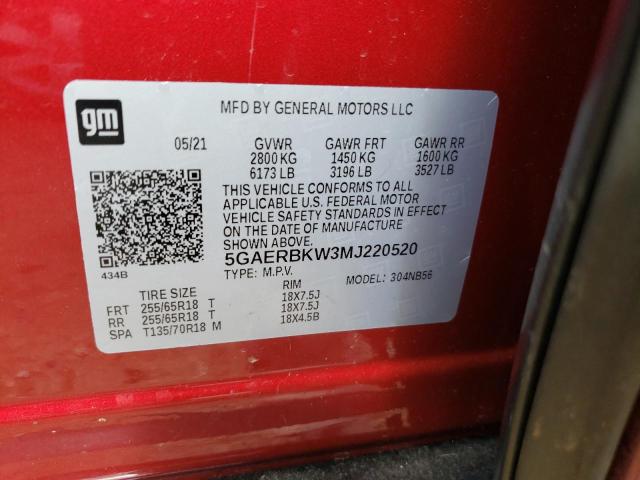 gm
MFD BY GENERAL MOTORS LLC
05/21 GVWR GAWR FRT GAWR RR
2800 KG 1450 KG 1600 KG
6173 LB 3196 LB 3527 LB
THIS VEHICLE CONFORMS TO ALL
APPLICABLE U.S. FEDERAL MOTOR
VEHICLE SAFETY STANDARDS IN EFFECT
ON THE DATE OF MANUFACTURE
SHOWN ABOVE.
434B
5GAERBKW3MJ220520
TYPE: M.P.V. MODEL: 304NB56
TIRE SIZE RIM
FRT 255/65R18 T 18X7.5J
RR 255/65R18 T 18X7.5J
SPA T135/70R18 M 18X4.5B